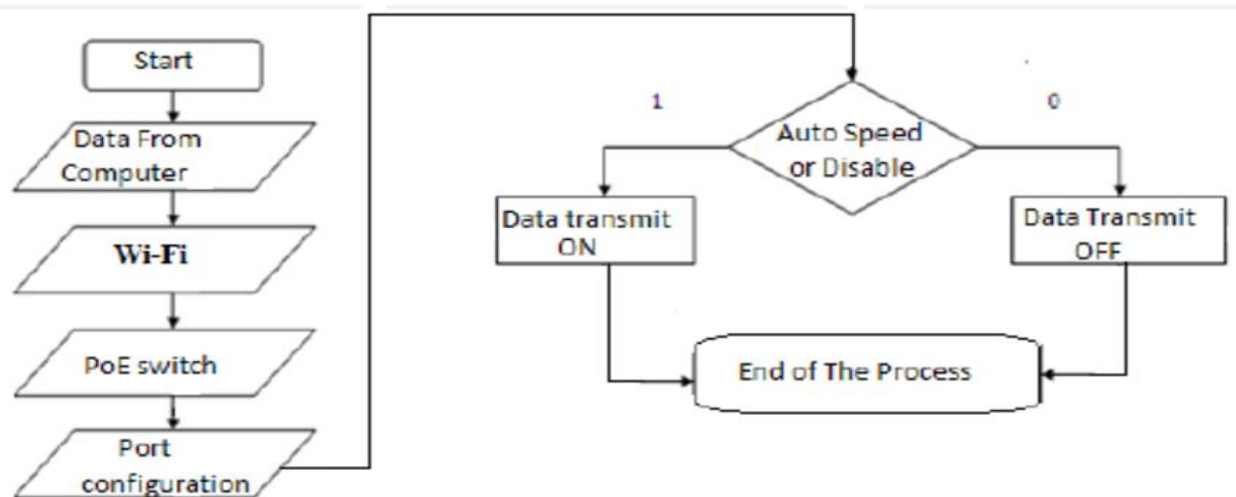 Start
Data From
Computer
Wi-Fi
PoE switch
Port
configuration
1
0
Auto Speed
or Disable
Data transmit
ON
Data Transmit
OFF
End of The Process